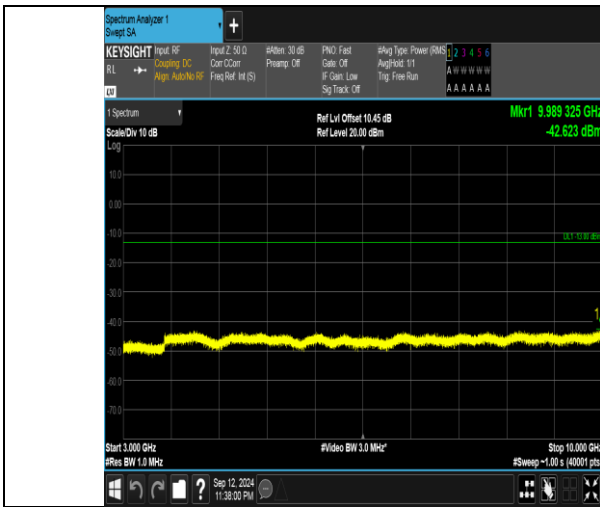 Spectrum Analyzer 1
Swept SA
+
KEYSIGHT Input: RF Input Z: 50 Ω #Atten: 30 dB PNO: Fast #Avg Type: Power (RMS 1 2 3 4 5 6
RL Coupling: DC Corr CCorr Preamp: Off Gate: Off Avg|Hold: 1/1 A W W W W W
Align: Auto/No RF Freq Ref: Int (S) IF Gain: Low Trig: Free Run
Sig Track: Off A A A A A A
LXI
1 Spectrum Ref Lvl Offset 10.45 dB Mkr1 9.989 325 GHz
Scale/Div 10 dB Ref Level 20.00 dBm -42.623 dBm
Log
10.0
0.00
-10.0
DL1 -13.00 dBm
-20.0
-30.0
1
-40.0
-50.0
-60.0
-70.0
Start 3.000 GHz #Video BW 3.0 MHz* Stop 10.000 GHz
#Res BW 1.0 MHz #Sweep ~1.00 s (40001 pts
? Sep 12, 2024
11:38:00 PM